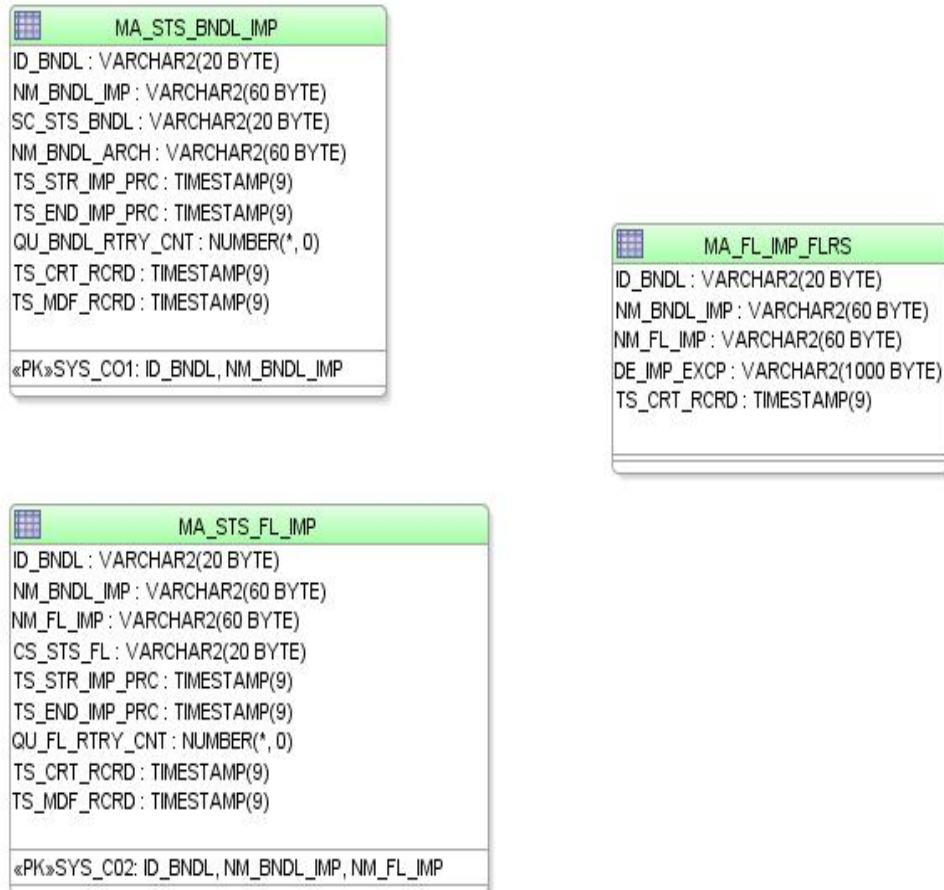 MA_STS_BNDL_IMP
ID_BNDL : VARCHAR2(20 BYTE)
NM_BNDL_IMP : VARCHAR2(60 BYTE)
SC_STS_BNDL : VARCHAR2(20 BYTE)
NM_BNDL_ARCH : VARCHAR2(60 BYTE)
TS_STR_IMP_PRC : TIMESTAMP(9)
TS_END_IMP_PRC : TIMESTAMP(9)
QU_BNDL_RTRY_CNT : NUMBER(*, 0)
TS_CRT_RCRD : TIMESTAMP(9)
TS_MDF_RCRD : TIMESTAMP(9)
«PK»SYS_CO1: ID_BNDL, NM_BNDL_IMP
MA_FL_IMP_FLRS
ID_BNDL : VARCHAR2(20 BYTE)
NM_BNDL_IMP : VARCHAR2(60 BYTE)
NM_FL_IMP : VARCHAR2(60 BYTE)
DE_IMP_EXCP : VARCHAR2(1000 BYTE)
TS_CRT_RCRD : TIMESTAMP(9)
MA_STS_FL_IMP
ID_BNDL : VARCHAR2(20 BYTE)
NM_BNDL_IMP : VARCHAR2(60 BYTE)
NM_FL_IMP : VARCHAR2(60 BYTE)
CS_STS_FL : VARCHAR2(20 BYTE)
TS_STR_IMP_PRC : TIMESTAMP(9)
TS_END_IMP_PRC : TIMESTAMP(9)
QU_FL_RTRY_CNT : NUMBER(*, 0)
TS_CRT_RCRD : TIMESTAMP(9)
TS_MDF_RCRD : TIMESTAMP(9)
«PK»SYS_C02: ID_BNDL, NM_BNDL_IMP, NM_FL_IMP